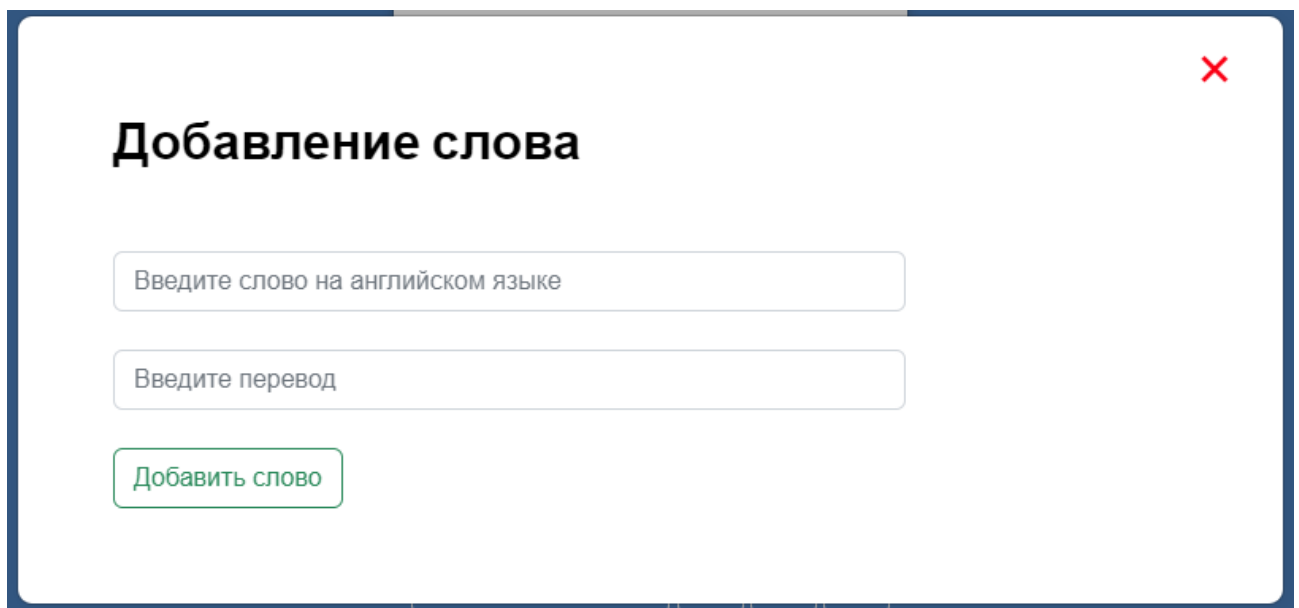 Добавление слова
Введите слово на английском языке
Введите перевод
Добавить слово